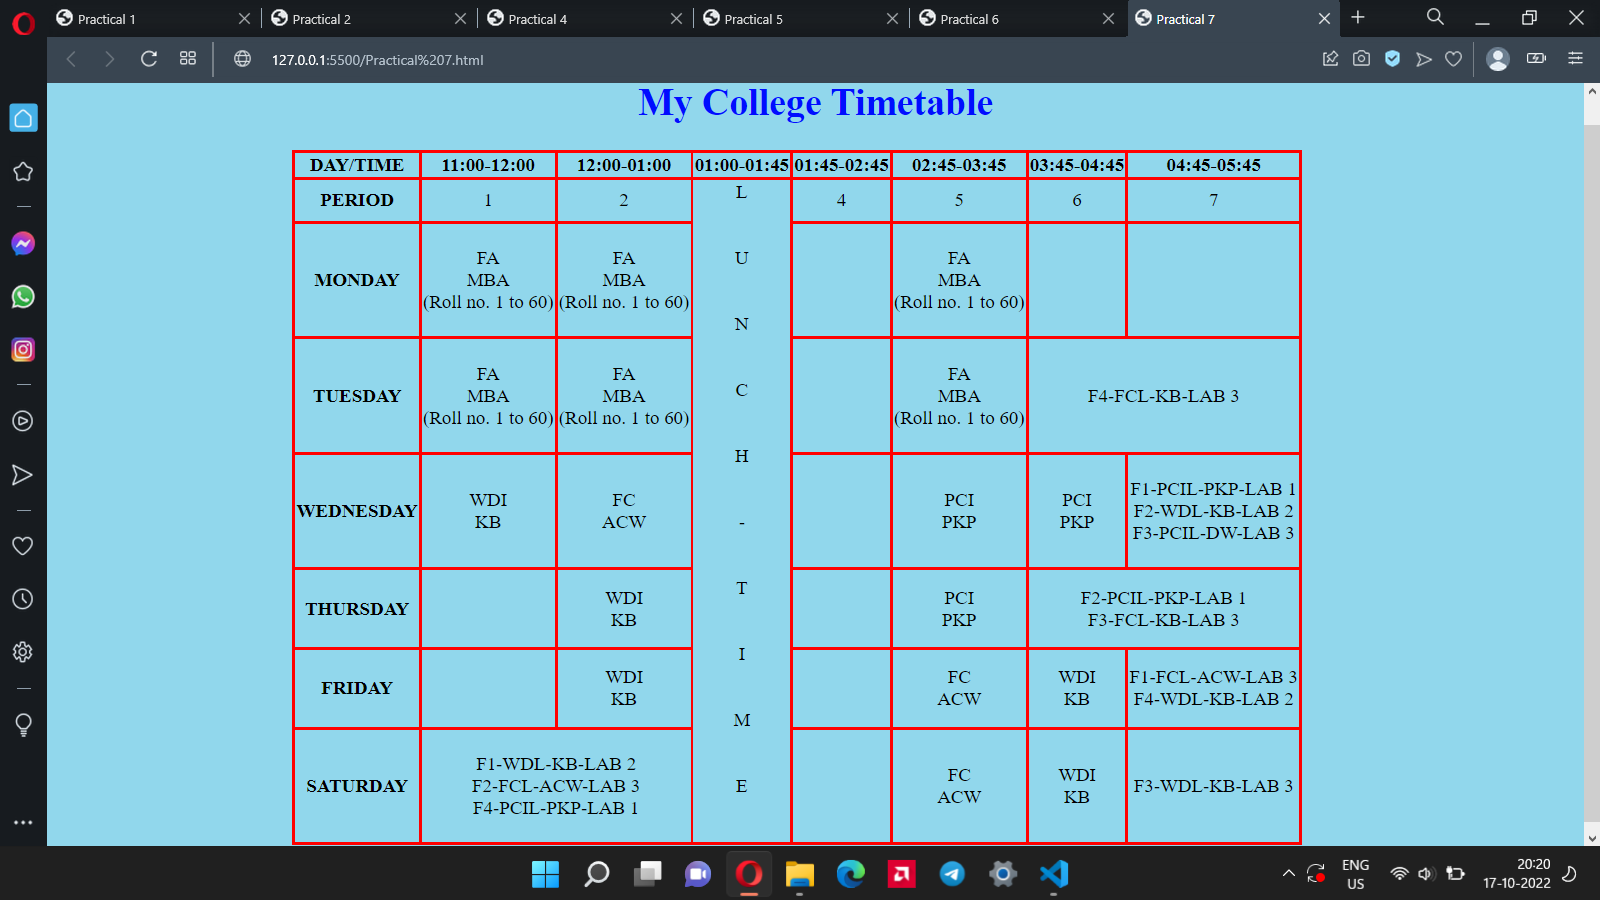 Practical 1
Practical 2
Practical 4
Practical 5
Practical 6
Practical 7
127.0.0.1:5500/Practical%207.html
My College Timetable
DAY/TIME 11:00-12:00 12:00-01:00 01:00-01:45 01:45-02:45 02:45-03:45 03:45-04:45 04:45-05:45
PERIOD 1 2 4 5 6 7
L
U
N
C
H
-
T
I
M
E
MONDAY
FA
MBA
(Roll no. 1 to 60)
FA
MBA
(Roll no. 1 to 60)
FA
MBA
(Roll no. 1 to 60)
TUESDAY
FA
MBA
(Roll no. 1 to 60)
FA
MBA
(Roll no. 1 to 60)
FA
MBA
(Roll no. 1 to 60)
F4-FCL-KB-LAB 3
WEDNESDAY
WDI
KB
FC
ACW
PCI
PKP
PCI
PKP
F1-PCIL-PKP-LAB 1
F2-WDL-KB-LAB 2
F3-PCIL-DW-LAB 3
THURSDAY
WDI
KB
PCI
PKP
F2-PCIL-PKP-LAB 1
F3-FCL-KB-LAB 3
FRIDAY
WDI
KB
FC
ACW
WDI
KB
F1-FCL-ACW-LAB 3
F4-WDL-KB-LAB 2
SATURDAY
F1-WDL-KB-LAB 2
F2-FCL-ACW-LAB 3
F4-PCIL-PKP-LAB 1
FC
ACW
WDI
KB
F3-WDL-KB-LAB 3
ENG
US
20:20
17-10-2022